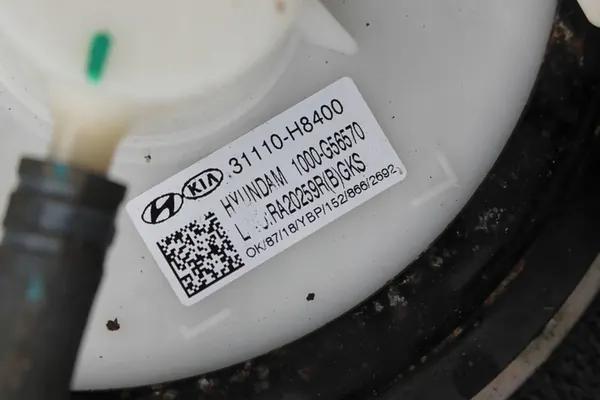 KIA
31110-H8400
HYUNDAM 1000-G56570
RA20259R(B)GKS
OK/87/18/YBP/152/866/2692